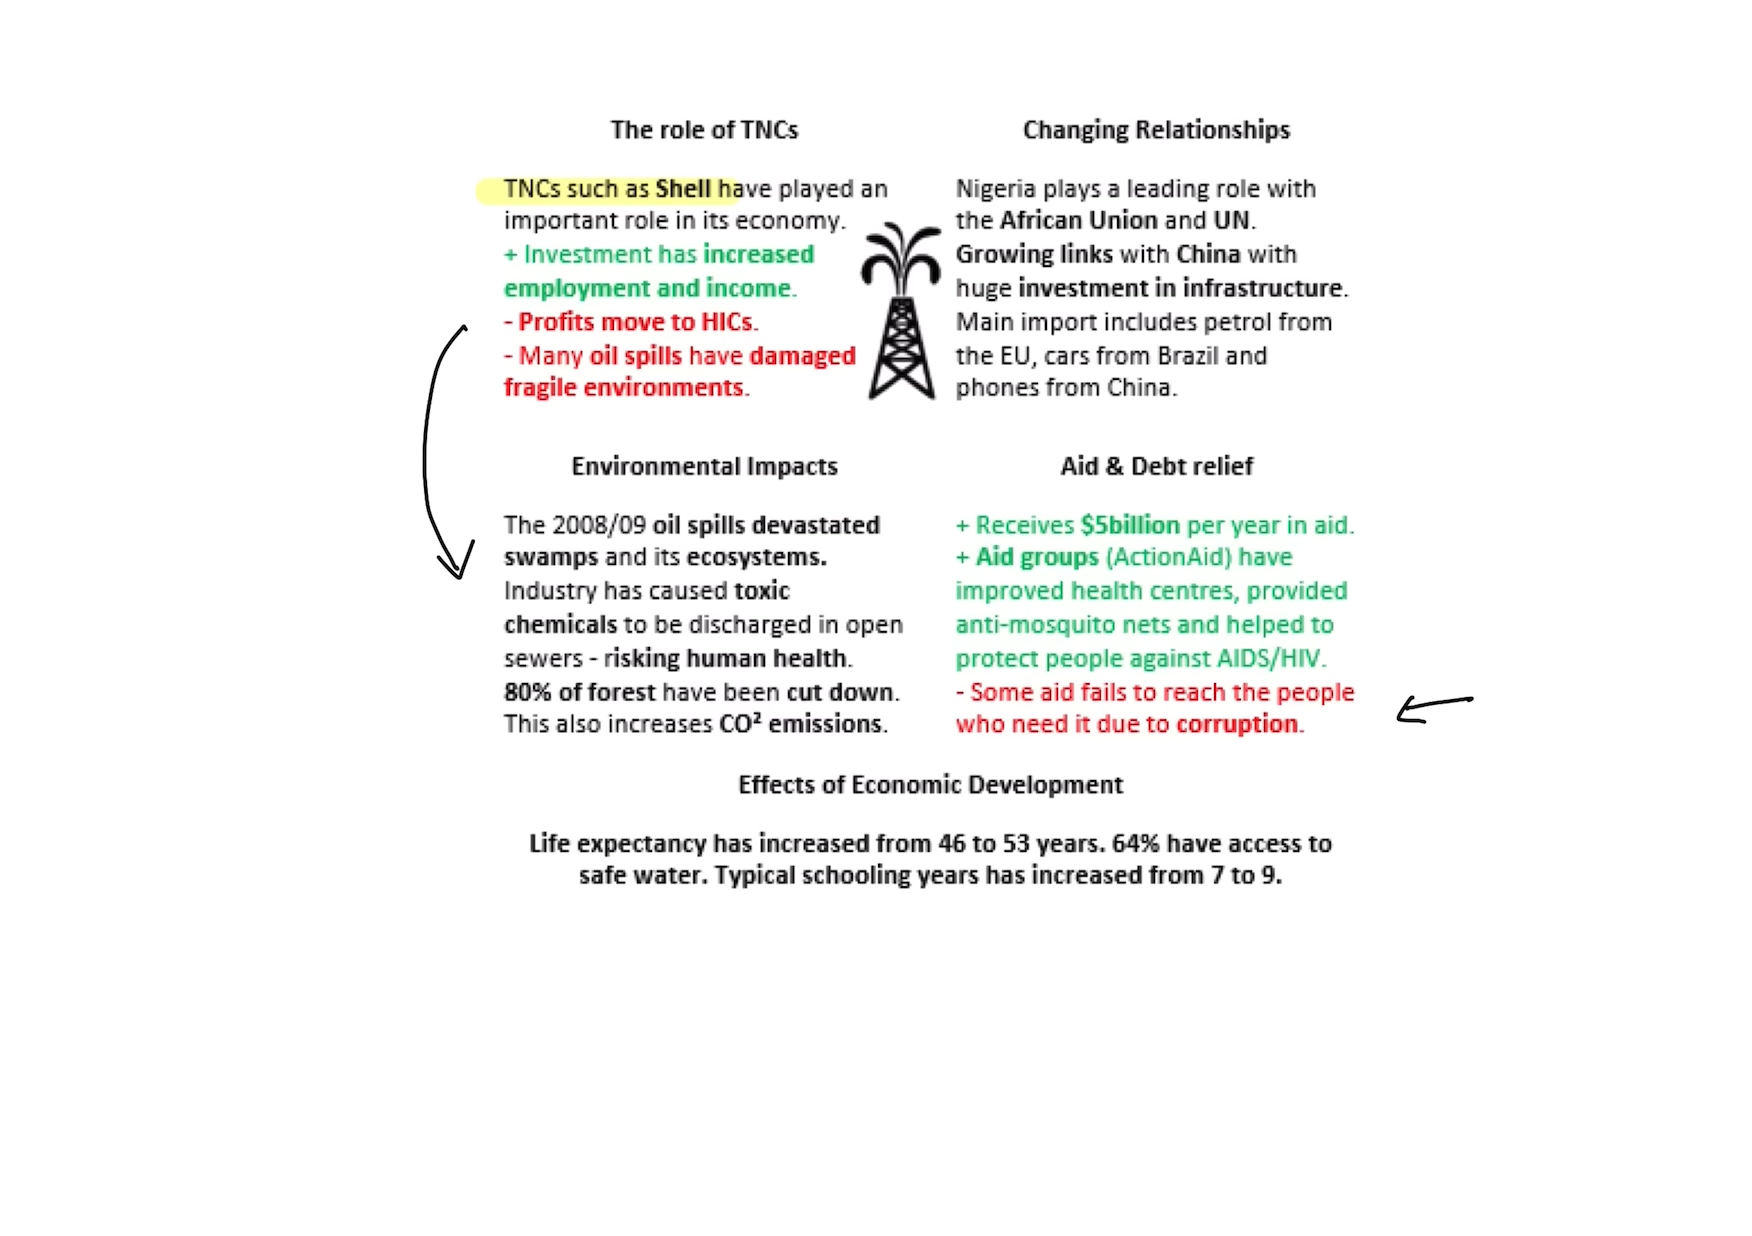 The role of TNCs
TNCs such as Shell have played an
important role in its economy.
+ Investment has increased
employment and income.
- Profits move to HICs.
- Many oil spills have damaged
fragile environments.
Changing Relationships
Nigeria plays a leading role with
the African Union and UN.
Growing links with China with
huge investment in infrastructure.
Main import includes petrol from
the EU, cars from Brazil and
phones from China.
Environmental Impacts
The 2008/09 oil spills devastated
swamps and its ecosystems.
Industry has caused toxic
chemicals to be discharged in open
sewers - risking human health.
80% of forest have been cut down.
This also increases CO² emissions.
Aid & Debt relief
+ Receives $5billion per year in aid.
+ Aid groups (ActionAid) have
improved health centres, provided
anti-mosquito nets and helped to
protect people against AIDS/HIV.
- Some aid fails to reach the people
who need it due to corruption.
Effects of Economic Development
Life expectancy has increased from 46 to 53 years. 64% have access to
safe water. Typical schooling years has increased from 7 to 9.